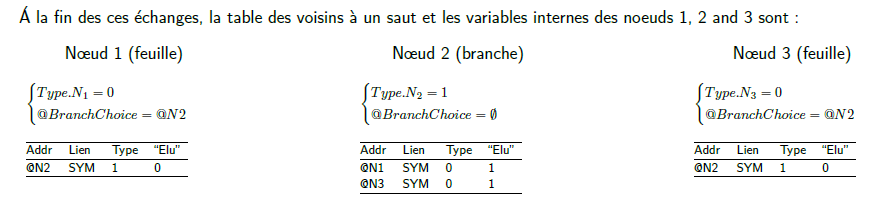 Á la fin des ces échanges, la table des voisins à un saut et les variables internes des noeuds 1, 2 and 3 sont :
Nœud 1 (feuille)
Type.N₁ = 0
@BranchChoice = @N2
Addr Lien Type “Elu”
@N2 SYM 1 0
Nœud 2 (branche)
Type.N₂ = 1
@BranchChoice = ∅
Addr Lien Type “Elu”
@N1 SYM 0 1
@N3 SYM 0 1
Nœud 3 (feuille)
Type.N₃ = 0
@BranchChoice = @N2
Addr Lien Type “Elu”
@N2 SYM 1 0